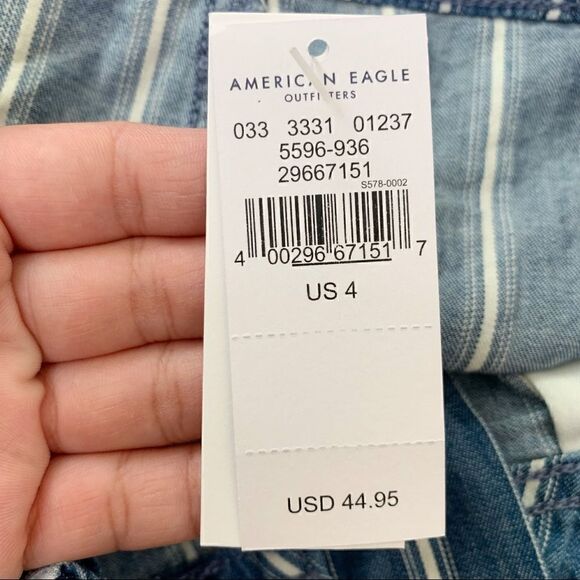 AMERICAN EAGLE
OUTFITTERS
033 3331 01237
5596-936
29667151
S578-0002
4 00296 67151 7
US 4
USD 44.95